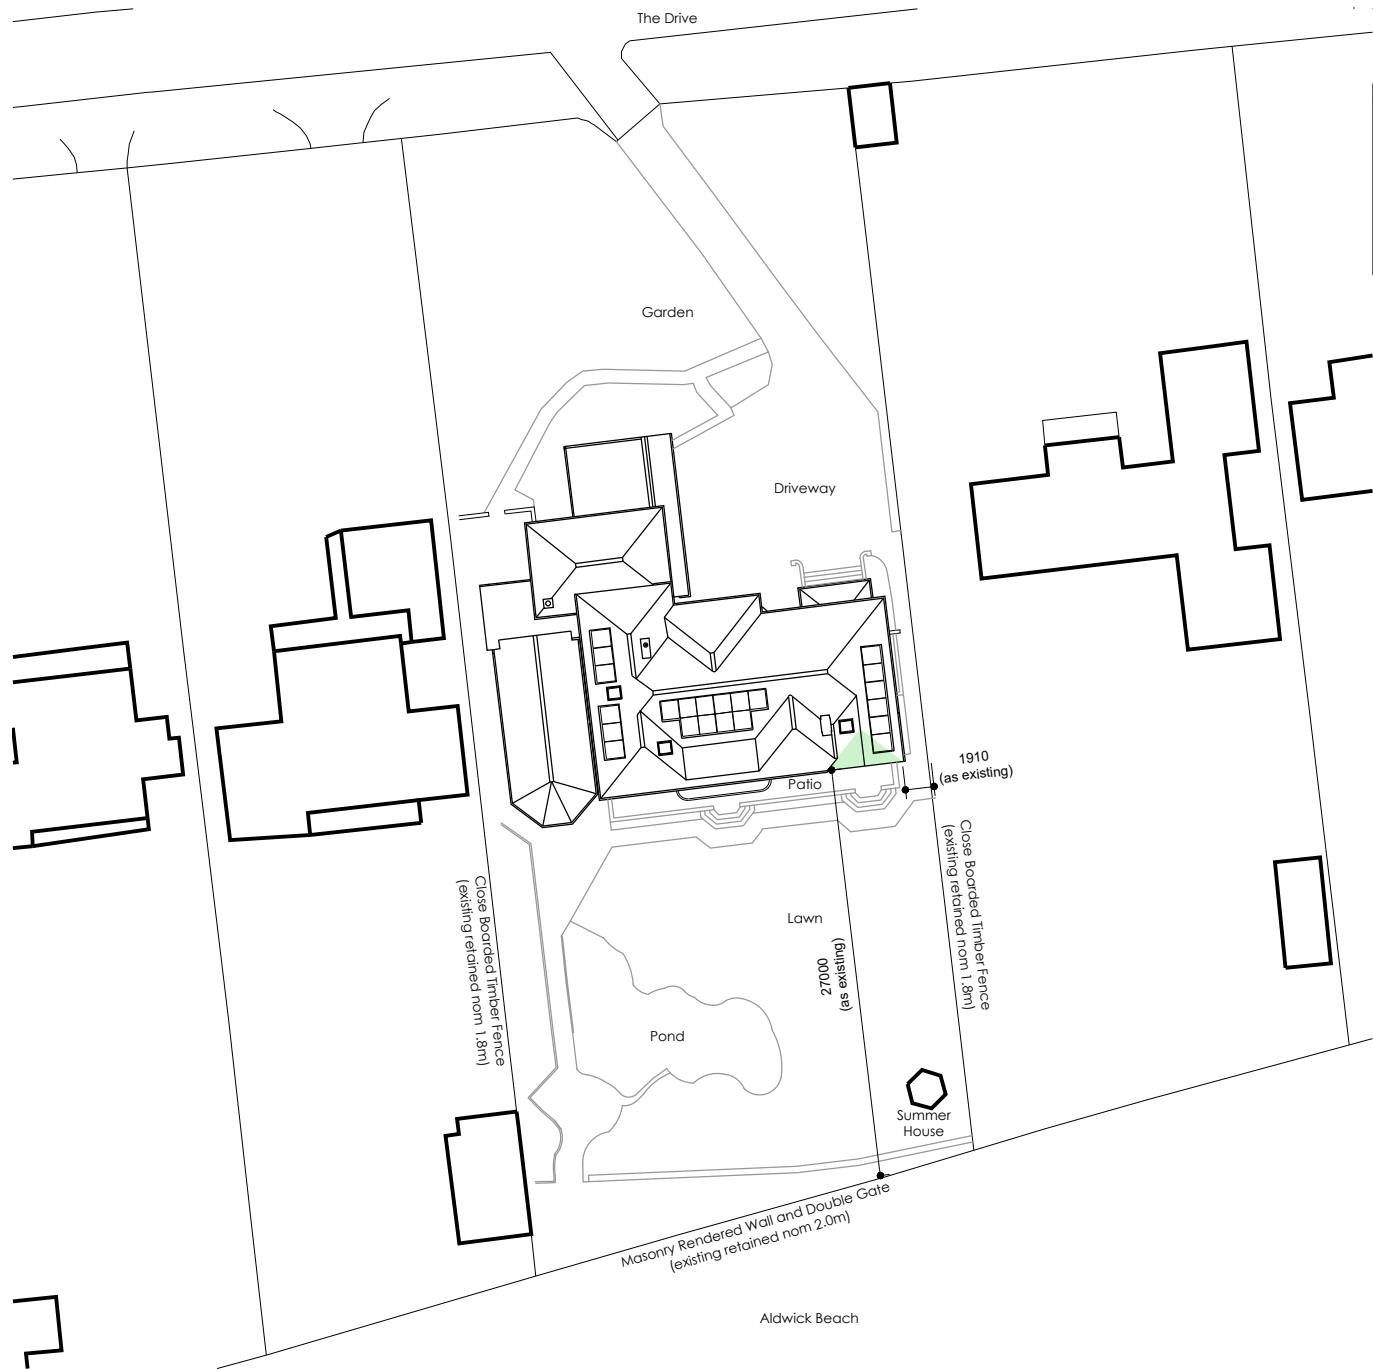 The Drive
Garden
Driveway
1910
(as existing)
Patio
Close Boarded Timber Fence
(existing retained nom 1.8m)
Close Boarded Timber Fence
(existing retained nom 1.8m)
Lawn
27000
(as existing)
Pond
Summer
House
Masonry Rendered Wall and Double Gate
(existing retained nom 2.0m)
Aldwick Beach